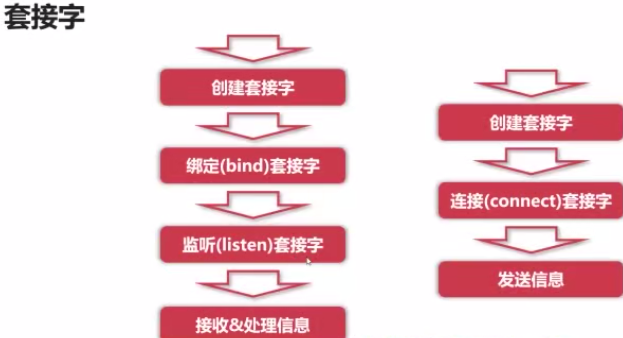 套接字
创建套接字
绑定(bind)套接字
监听(listen)套接字
接收&处理信息
创建套接字
连接(connect)套接字
发送信息